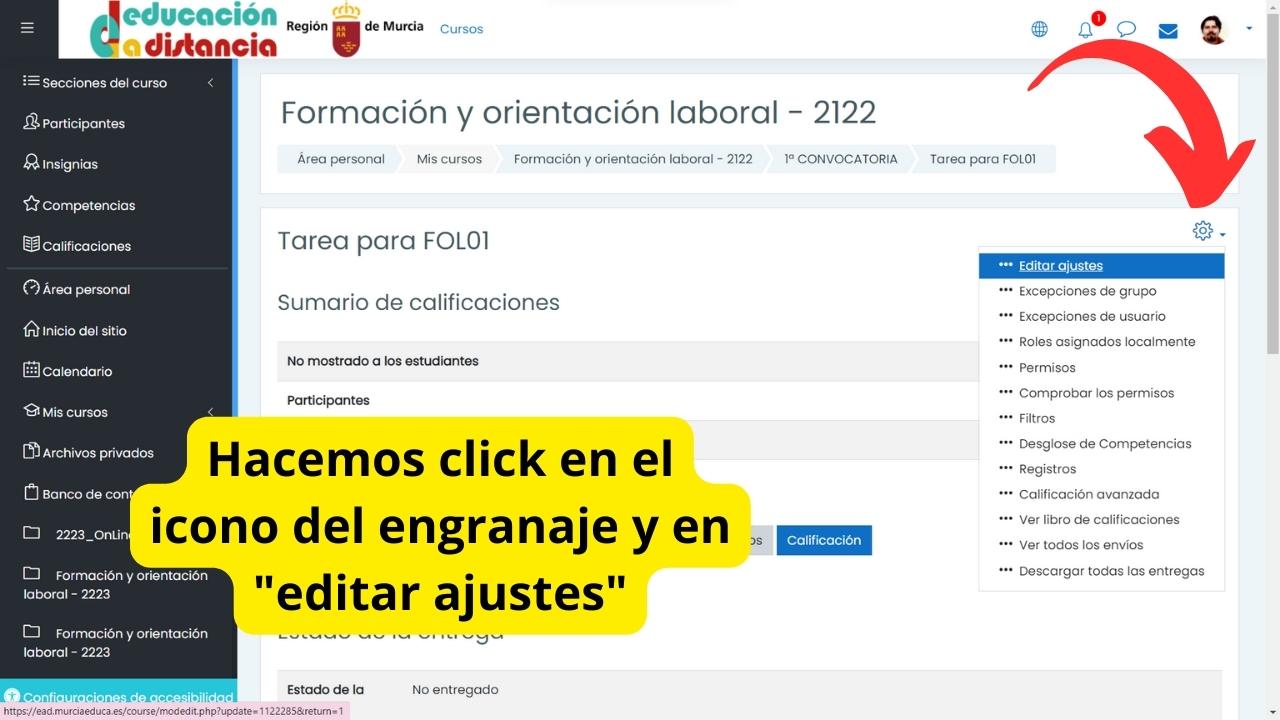 educación
a distancia
Región de Murcia
Cursos
1
Secciones del curso
Participantes
Insignias
Competencias
Calificaciones
Área personal
Inicio del sitio
Calendario
Mis cursos
Archivos privados
Banco de cont
2223_OnLin
Formación y orientación
laboral - 2223
Formación y orientación
laboral - 2223
Configuraciones de accesibilidad
https://ead.murciaeduca.es/course/modedit.php?update=1122285&return=1
Formación y orientación laboral - 2122
Área personal
Mis cursos
Formación y orientación laboral - 2122
1ª CONVOCATORIA
Tarea para FOL01
Tarea para FOL01
Sumario de calificaciones
No mostrado a los estudiantes
Participantes
Hacemos click en el
icono del engranaje y en
"editar ajustes"
os
Calificación
Estado de la entrega
Estado de la
No entregado
Editar ajustes
Excepciones de grupo
Excepciones de usuario
Roles asignados localmente
Permisos
Comprobar los permisos
Filtros
Desglose de Competencias
Registros
Calificación avanzada
Ver libro de calificaciones
Ver todos los envíos
Descargar todas las entregas